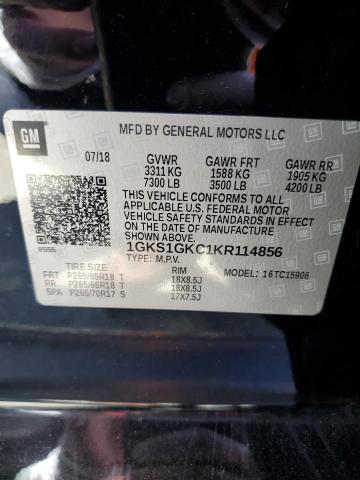 GM
MFD BY GENERAL MOTORS LLC
07/18 GVWR GAWR FRT GAWR RR
3311 KG 1588 KG 1905 KG
7300 LB 3500 LB 4200 LB
THIS VEHICLE CONFORMS TO ALL
APPLICABLE U.S. FEDERAL MOTOR
VEHICLE SAFETY STANDARDS IN EFFECT
ON THE DATE OF MANUFACTURE SHOWN
ABOVE.
1GKS1GKC1KR114856
TYPE: M.P.V. MODEL: 16TC15906
TIRE SIZE RIM
FRT P265/65R18 T 18X8.5J
RR P265/65R18 T 18X8.5J
SPA P265/70R17 S 17X7.5J